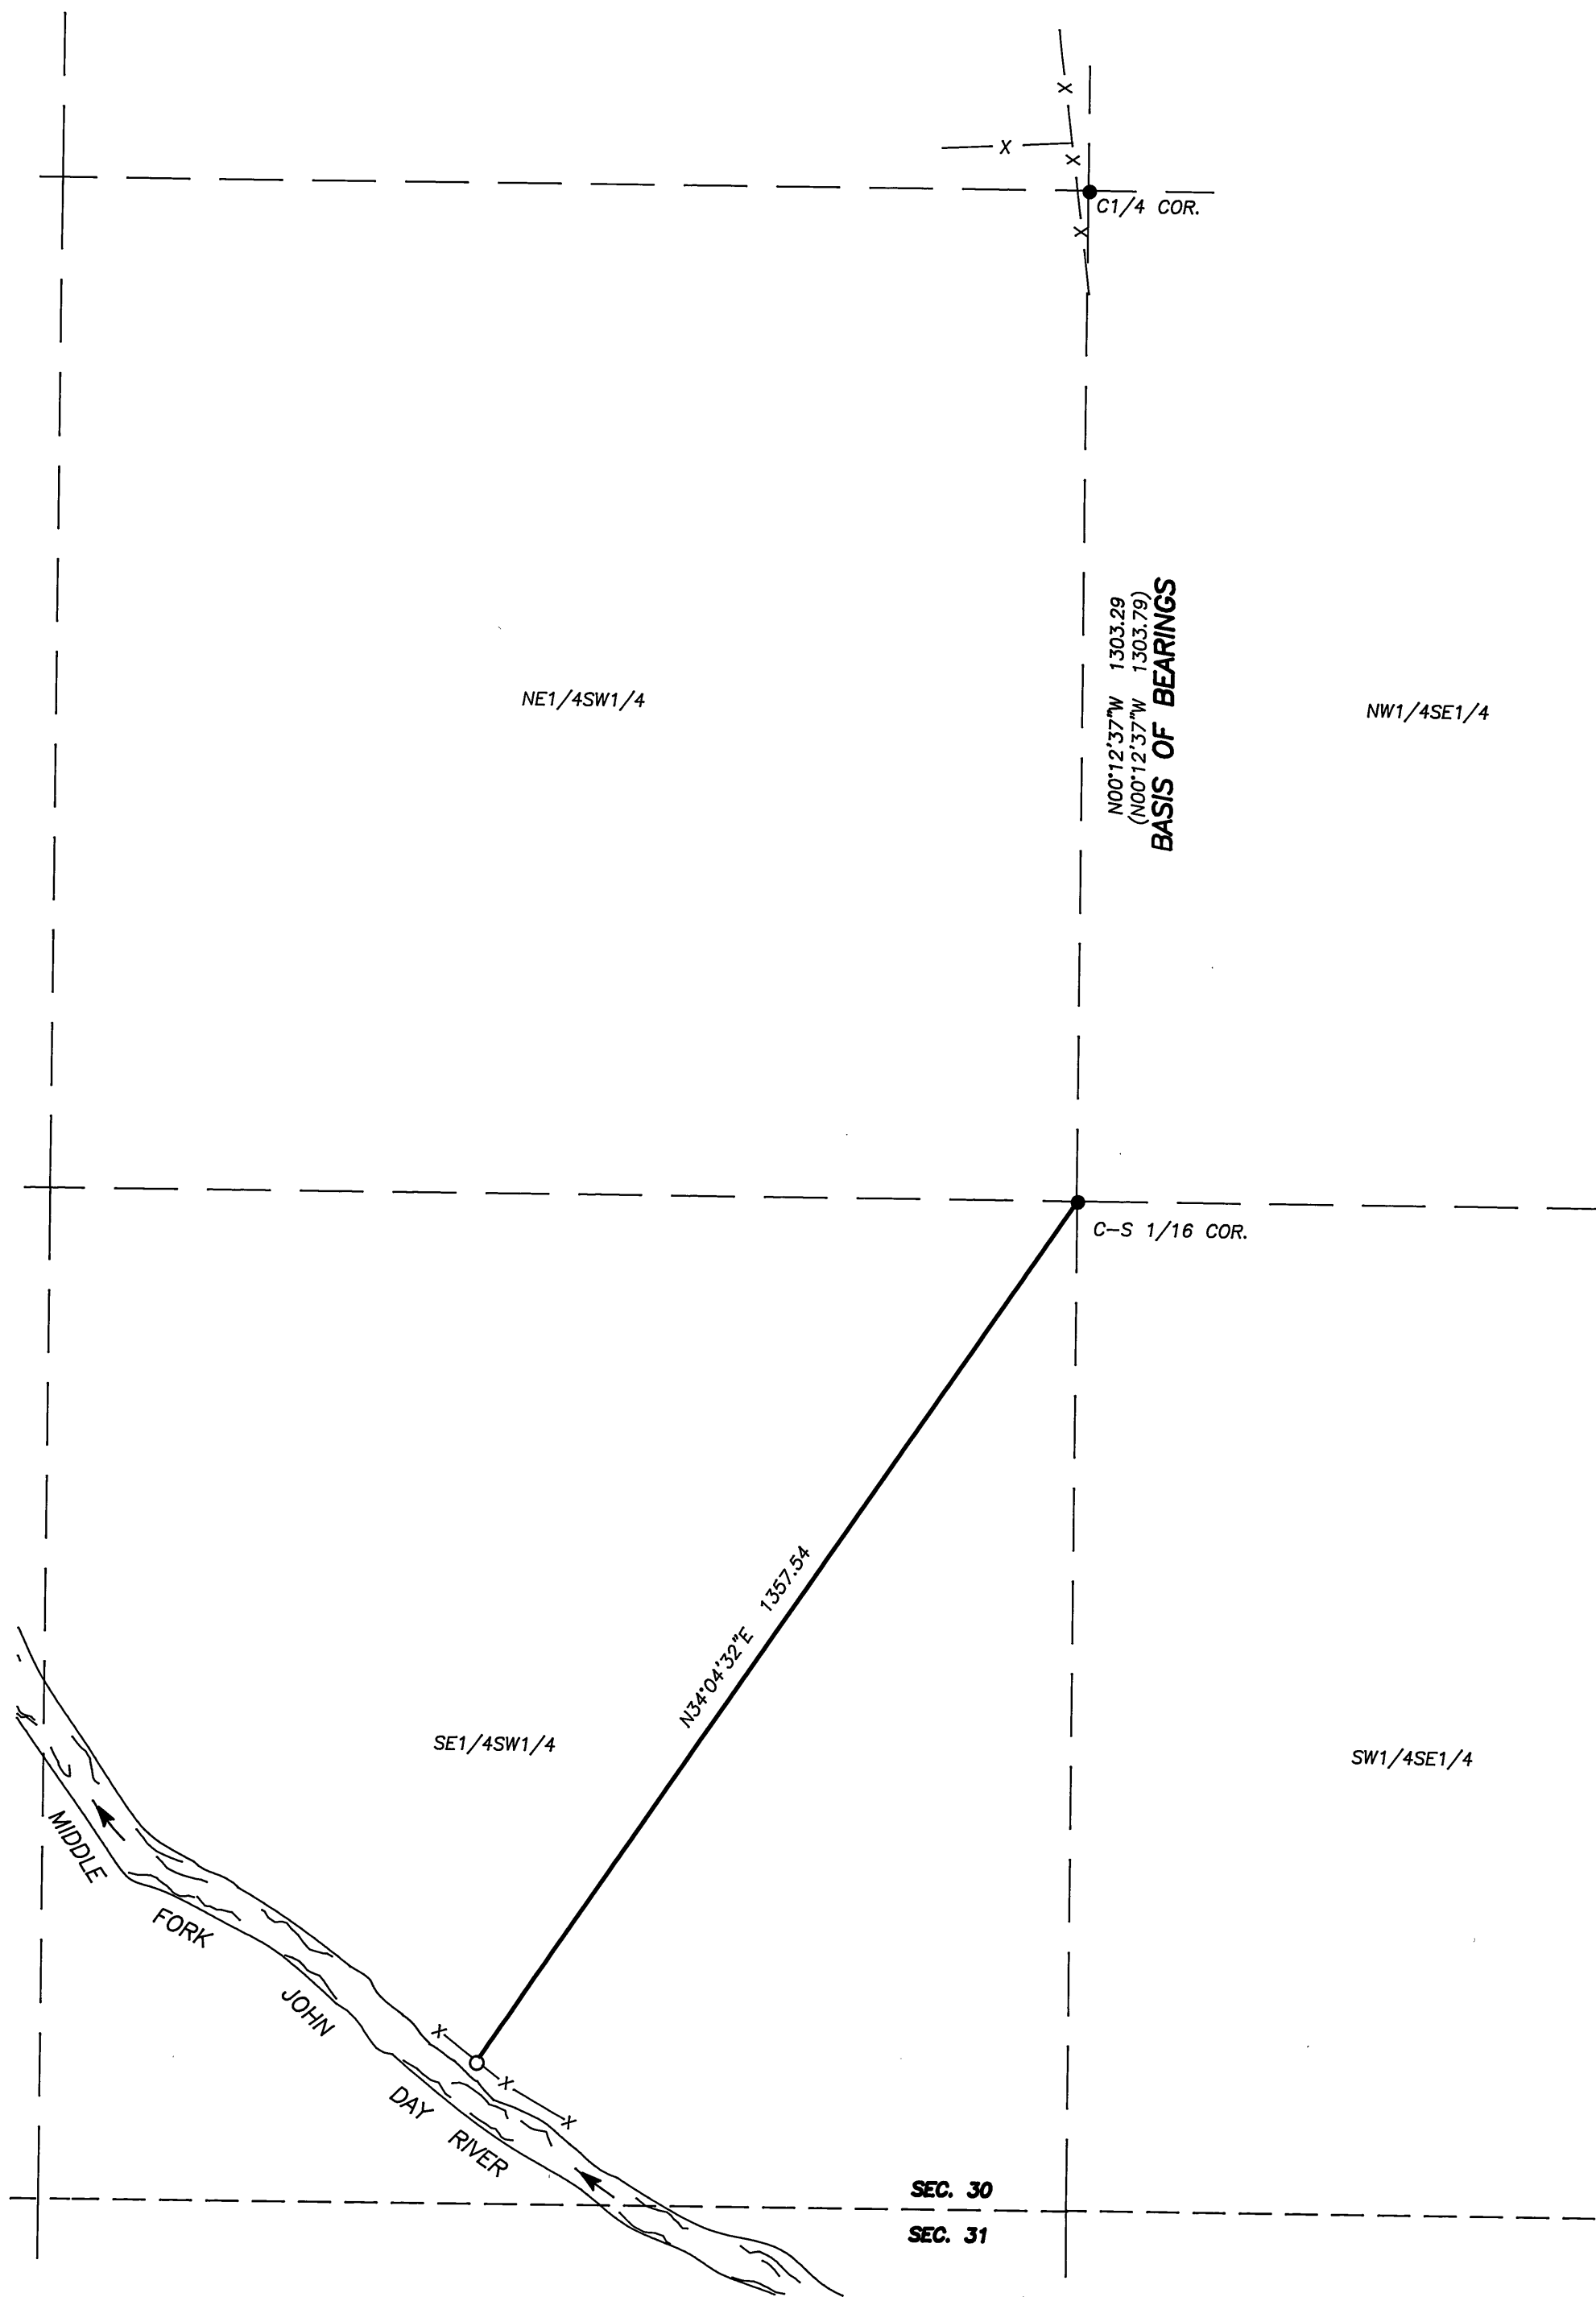 X
X
X
C1/4 COR.
X
N00°12'37"W 1303.29
(N00°12'37"W 1303.79)
BASIS OF BEARINGS
NE1/4SW1/4
NW1/4SE1/4
C-S 1/16 COR.
N34°04'32"E 1357.54
SE1/4SW1/4
SW1/4SE1/4
MIDDLE
FORK
JOHN
X
X
X
DAY
RIVER
SEC. 30
SEC. 31